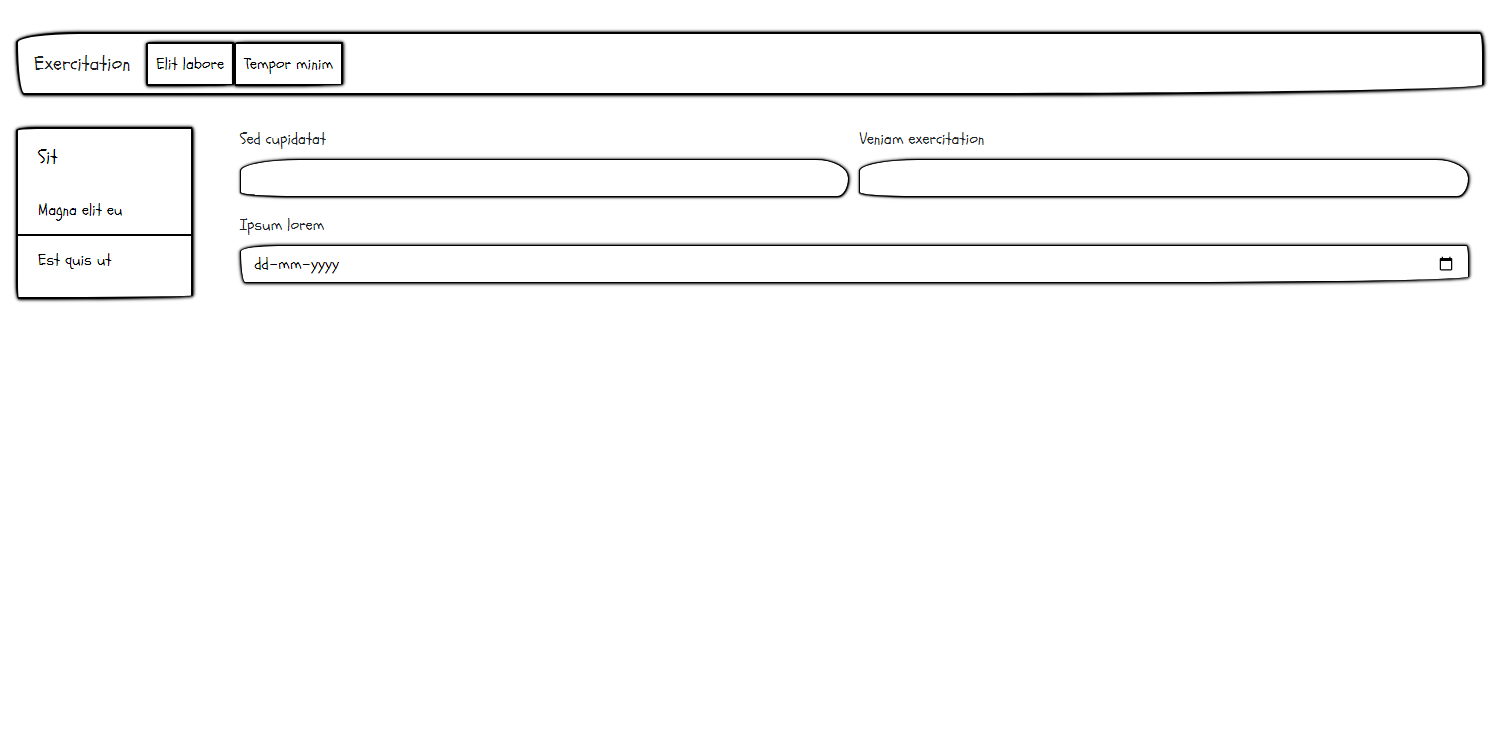 Exercitation Elit labore Tempor minim
Sit
Magna elit eu
Est quis ut
Sed cupidatat
Veniam exercitation
Ipsum lorem
dd-mm-yyyy